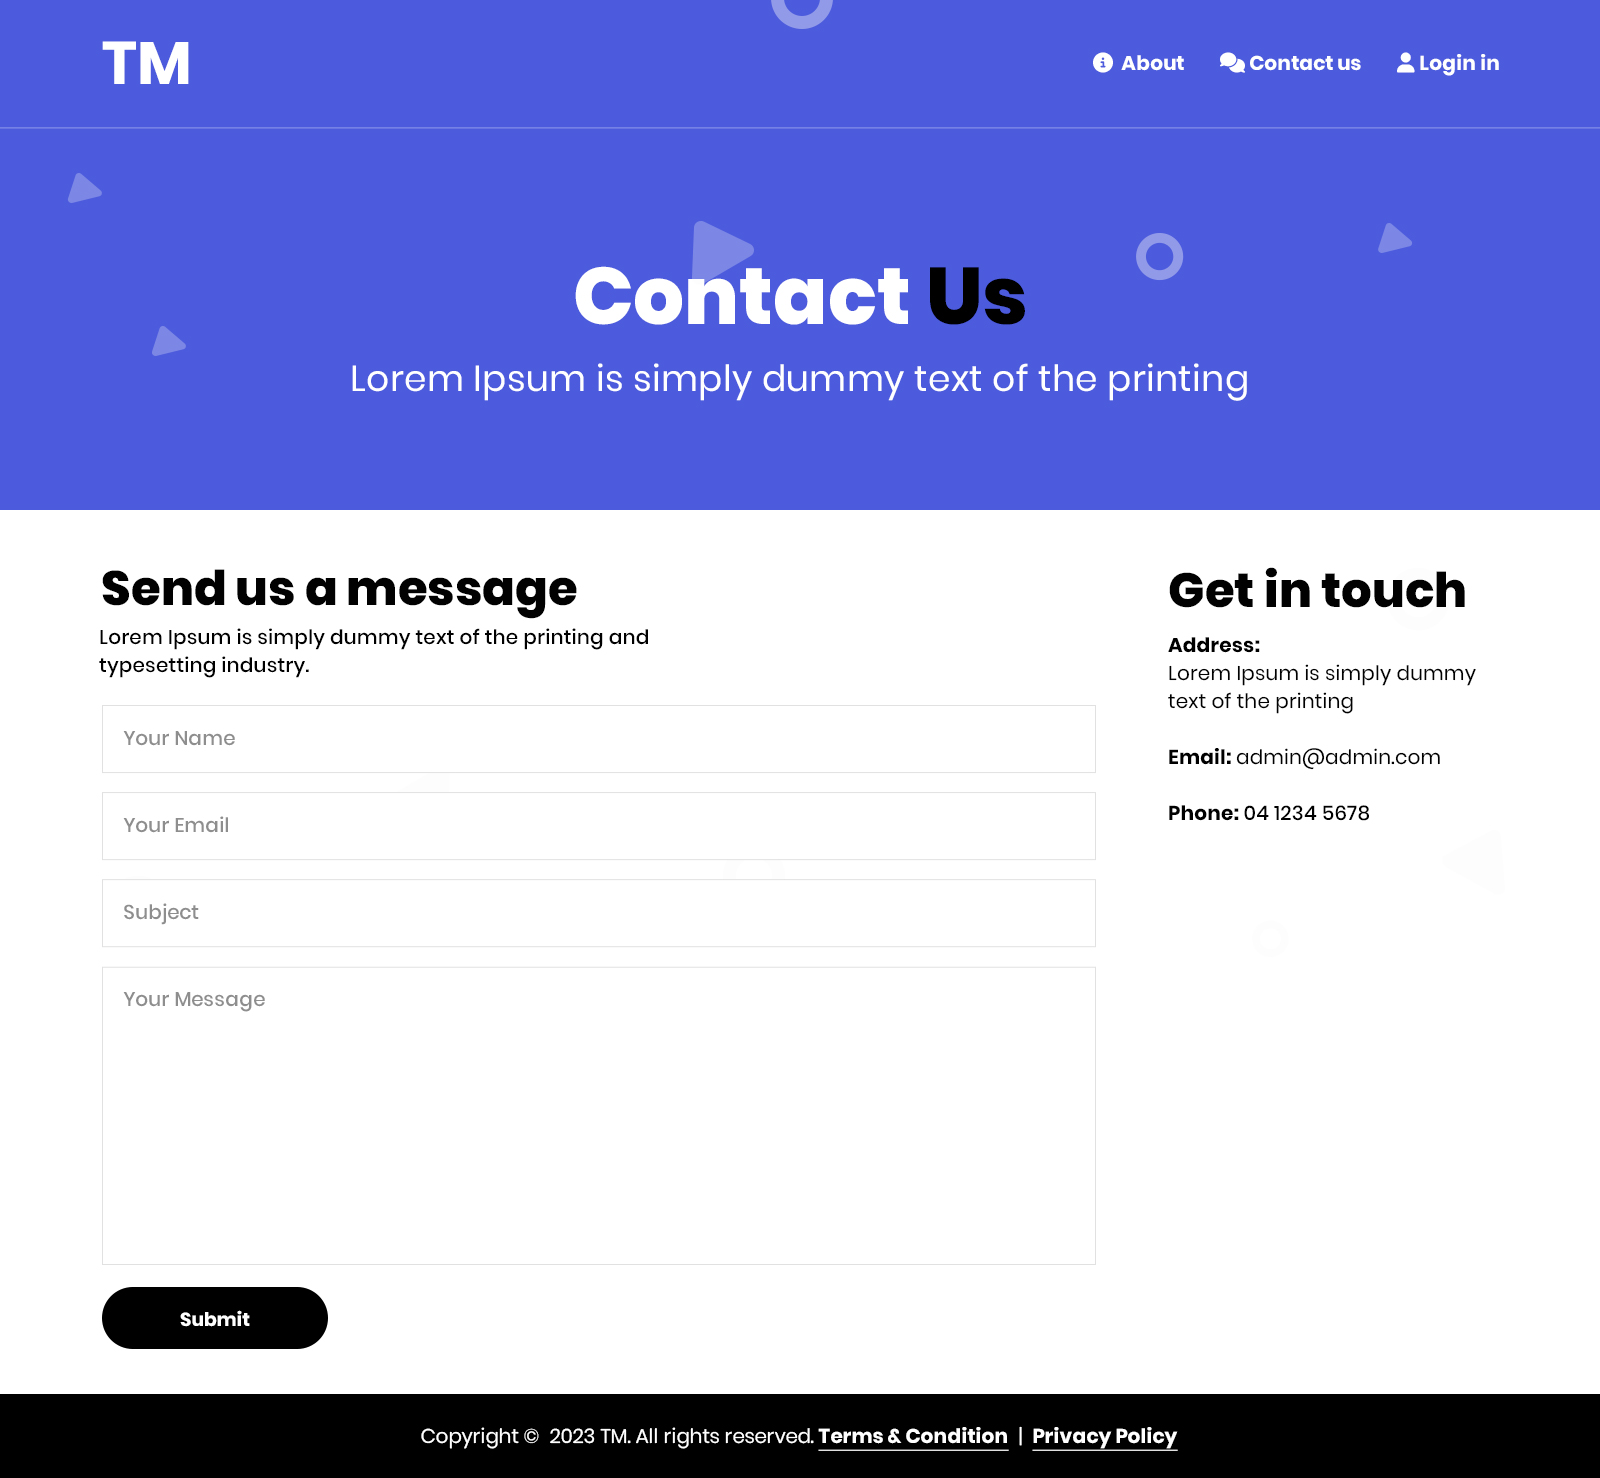 TM
About
Contact us
Login in
Contact Us
Lorem Ipsum is simply dummy text of the printing
Send us a message
Lorem Ipsum is simply dummy text of the printing and
typesetting industry.
Your Name
Your Email
Subject
Your Message
Submit
Get in touch
Address:
Lorem Ipsum is simply dummy
text of the printing
Email: admin@admin.com
Phone: 04 1234 5678
Copyright © 2023 TM. All rights reserved. Terms & Condition | Privacy Policy